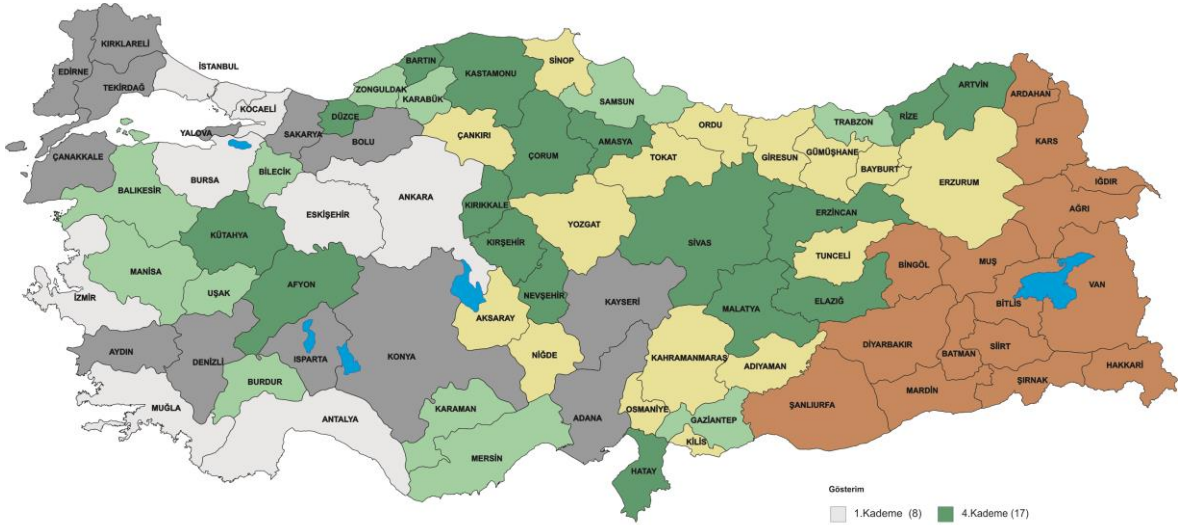 KIRKLARELİ
EDİRNE
TEKİRDAĞ
İSTANBUL
KOCAELİ
YALOVA
SAKARYA
DÜZCE
BOLU
ZONGULDAK
BARTIN
KARABÜK
KASTAMONU
SİNOP
SAMSUN
ÇANKIRI
ÇORUM
AMASYA
TOKAT
ORDU
GİRESUN
TRABZON
GÜMÜŞHANE
BAYBURT
RİZE
ARTVİN
ARDAHAN
KARS
IĞDIR
AĞRI
ERZURUM
ERZİNCAN
ÇANAKKALE
BALIKESİR
BURSA
BİLECİK
ESKİŞEHİR
ANKARA
KIRIKKALE
KIRŞEHİR
YOZGAT
SİVAS
TUNCELİ
BİNGÖL
MUŞ
BİTLİS
VAN
KÜTAHYA
MANİSA
UŞAK
AFYON
İZMİR
NEVŞEHİR
AKSARAY
KAYSERİ
MALATYA
ELAZIĞ
DİYARBAKIR
BATMAN
SİİRT
ŞIRNAK
HAKKARİ
MARDİN
ŞANLIURFA
AYDIN
DENİZLİ
ISPARTA
BURDUR
KONYA
NİĞDE
KAHRAMANMARAŞ
ADIYAMAN
MUĞLA
ANTALYA
KARAMAN
MERSİN
ADANA
OSMANİYE
GAZİANTEP
KİLİS
HATAY
Gösterim
1.Kademe (8)
4.Kademe (17)